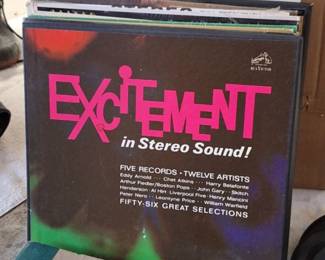 RCA VICTOR
EXCITEMENT
in Stereo Sound!
FIVE RECORDS • TWELVE ARTISTS
Eddy Arnold ... Chet Atkins ... Harry Belafonte
Arthur Fiedler/Boston Pops ... John Gary ... Skitch
Henderson ... Al Hirt ... Liverpool Five ... Henry Mancini
Peter Nero ... Leontyne Price ... William Warfield
FIFTY-SIX GREAT SELECTIONS